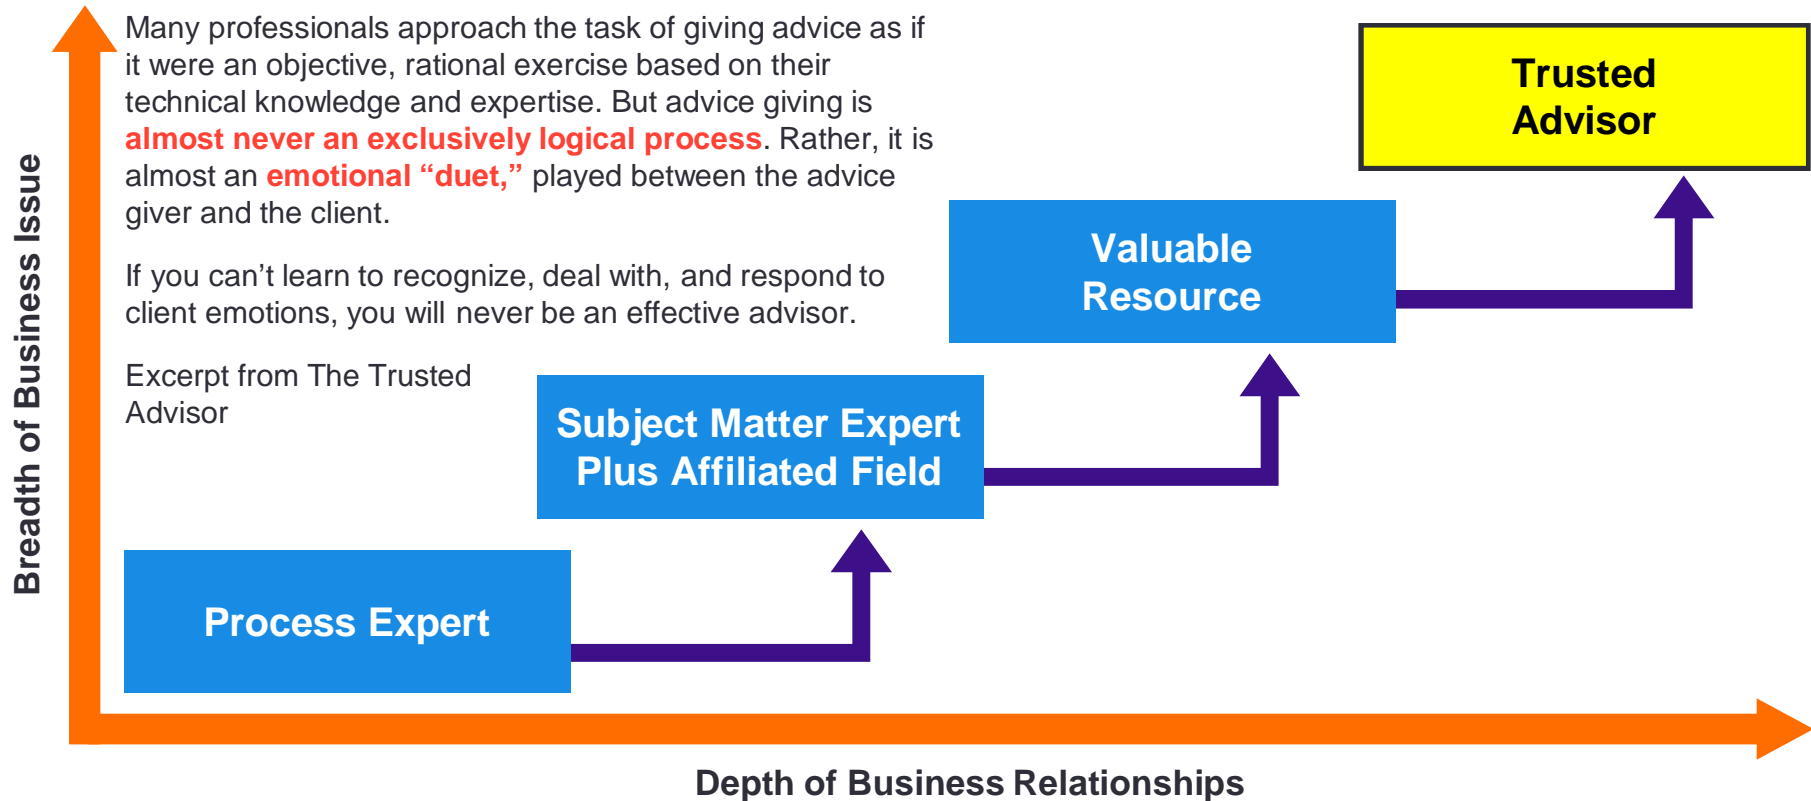 Many professionals approach the task of giving advice as if
it were an objective, rational exercise based on their
technical knowledge and expertise. But advice giving is
almost never an exclusively logical process. Rather, it is
almost an emotional “duet,” played between the advice
giver and the client.
If you can’t learn to recognize, deal with, and respond to
client emotions, you will never be an effective advisor.
Excerpt from The Trusted
Advisor
Trusted
Advisor
Valuable
Resource
Subject Matter Expert
Plus Affiliated Field
Process Expert
Breadth of Business Issue
Depth of Business Relationships